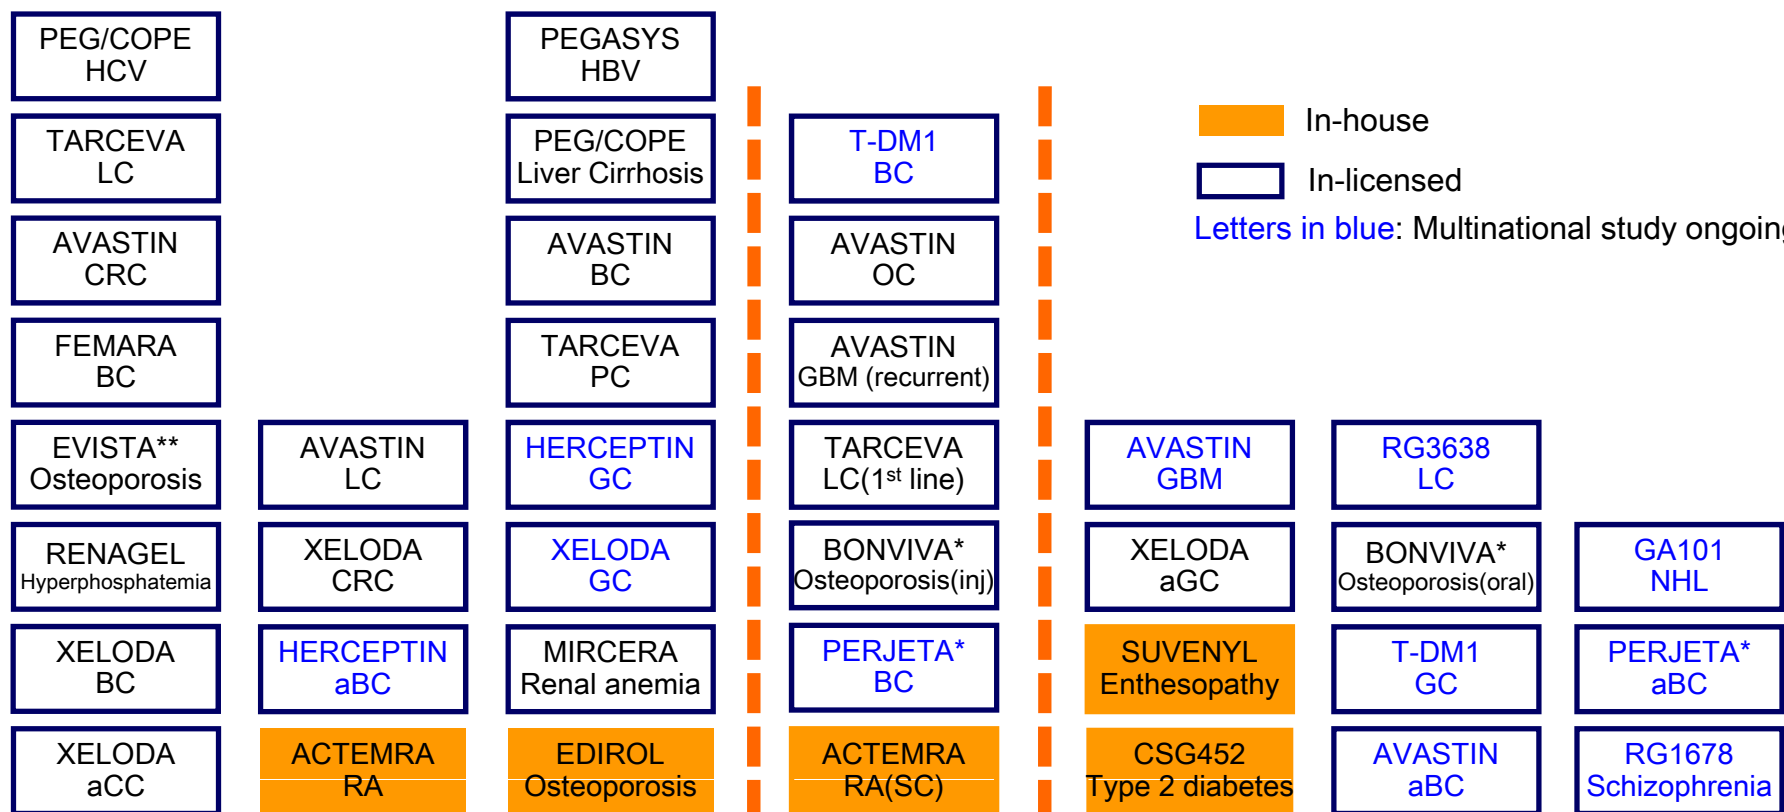 PEG/COPE
HCV
TARCEVA
LC
AVASTIN
CRC
FEMARA
BC
EVISTA**
Osteoporosis
RENAGEL
Hyperphosphatemia
XELODA
BC
XELODA
aCC
AVASTIN
LC
XELODA
CRC
HERCEPTIN
aBC
ACTEMRA
RA
PEGASYS
HBV
PEG/COPE
Liver Cirrhosis
AVASTIN
BC
TARCEVA
PC
HERCEPTIN
GC
XELODA
GC
MIRCERA
Renal anemia
EDIROL
Osteoporosis
T-DM1
BC
AVASTIN
OC
AVASTIN
GBM (recurrent)
TARCEVA
LC(1st line)
BONVIVA*
Osteoporosis(inj)
PERJETA*
BC
ACTEMRA
RA(SC)
In-house
In-licensed
Letters in blue: Multinational study ongoing
AVASTIN
GBM
XELODA
aGC
SUVENYL
Enthesopathy
CSG452
Type 2 diabetes
RG3638
LC
BONVIVA*
Osteoporosis(oral)
T-DM1
GC
AVASTIN
aBC
GA101
NHL
PERJETA*
aBC
RG1678
Schizophrenia